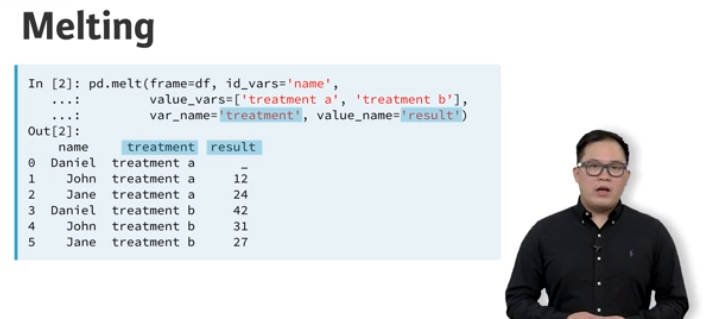 Melting
In [2]: pd.melt(frame=df, id_vars='name',
...: value_vars=['treatment a', 'treatment b'],
...: var_name='treatment', value_name='result')
Out[2]:
name treatment result
0 Daniel treatment a _
1 John treatment a 12
2 Jane treatment a 24
3 Daniel treatment b 42
4 John treatment b 31
5 Jane treatment b 27